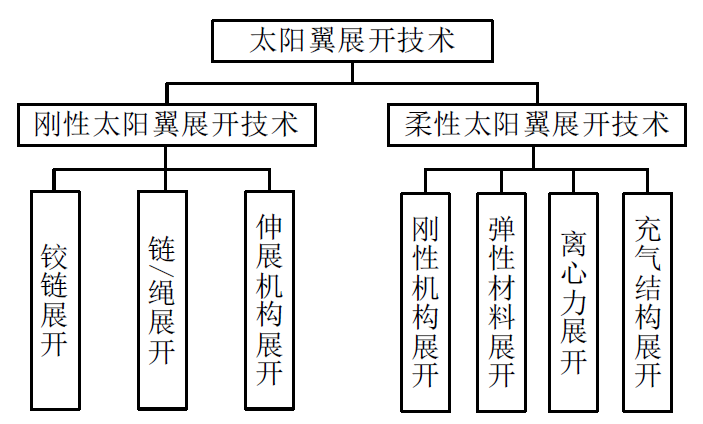 太阳翼展开技术
刚性太阳翼展开技术
柔性太阳翼展开技术
铰链展开
链/绳展开
伸展机构展开
刚性机构展开
弹性材料展开
离心力展开
充气结构展开